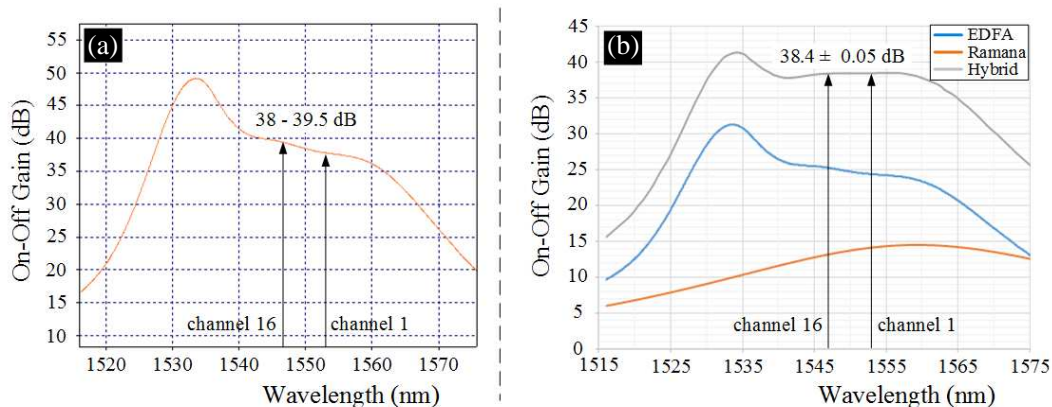 (a)
On-Off Gain (dB)
55
50
45
40
35
30
25
20
15
10
38 - 39.5 dB
channel 16
channel 1
1520
1530
1540
1550
1560
1570
Wavelength (nm)
(b)
On-Off Gain (dB)
45
40
35
30
25
20
15
10
5
0
38.4 ± 0.05 dB
EDFA
Ramana
Hybrid
channel 16
channel 1
1515
1525
1535
1545
1555
1565
1575
Wavelength (nm)